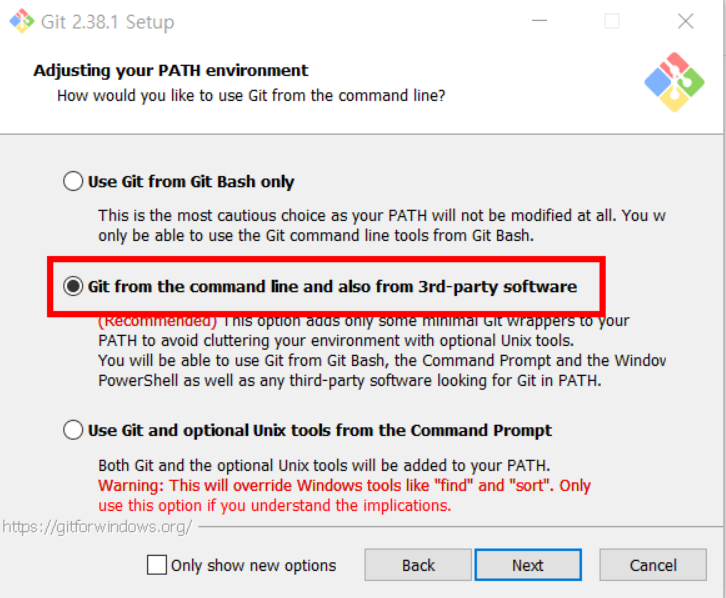 Git 2.38.1 Setup
Adjusting your PATH environment
How would you like to use Git from the command line?
Use Git from Git Bash only
This is the most cautious choice as your PATH will not be modified at all. You w
only be able to use the Git command line tools from Git Bash.
Git from the command line and also from 3rd-party software
(Recommended) This option adds only some minimal Git wrappers to your
PATH to avoid cluttering your environment with optional Unix tools.
You will be able to use Git from Git Bash, the Command Prompt and the Window
PowerShell as well as any third-party software looking for Git in PATH.
Use Git and optional Unix tools from the Command Prompt
Both Git and the optional Unix tools will be added to your PATH.
Warning: This will override Windows tools like "find" and "sort". Only
use this option if you understand the implications.
https://gitforwindows.org/
Only show new options
Back
Next
Cancel